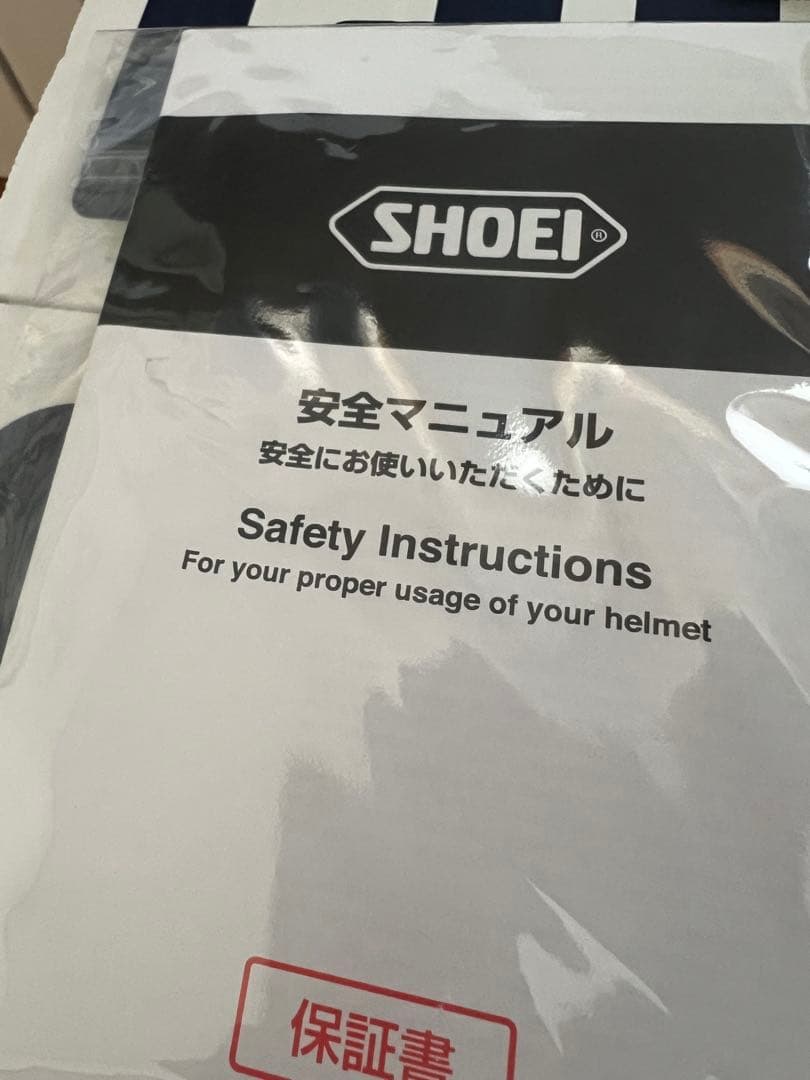 SHOEI®
安全マニュアル
安全にお使いいただくために
Safety Instructions
For your proper usage of your helmet
保証書